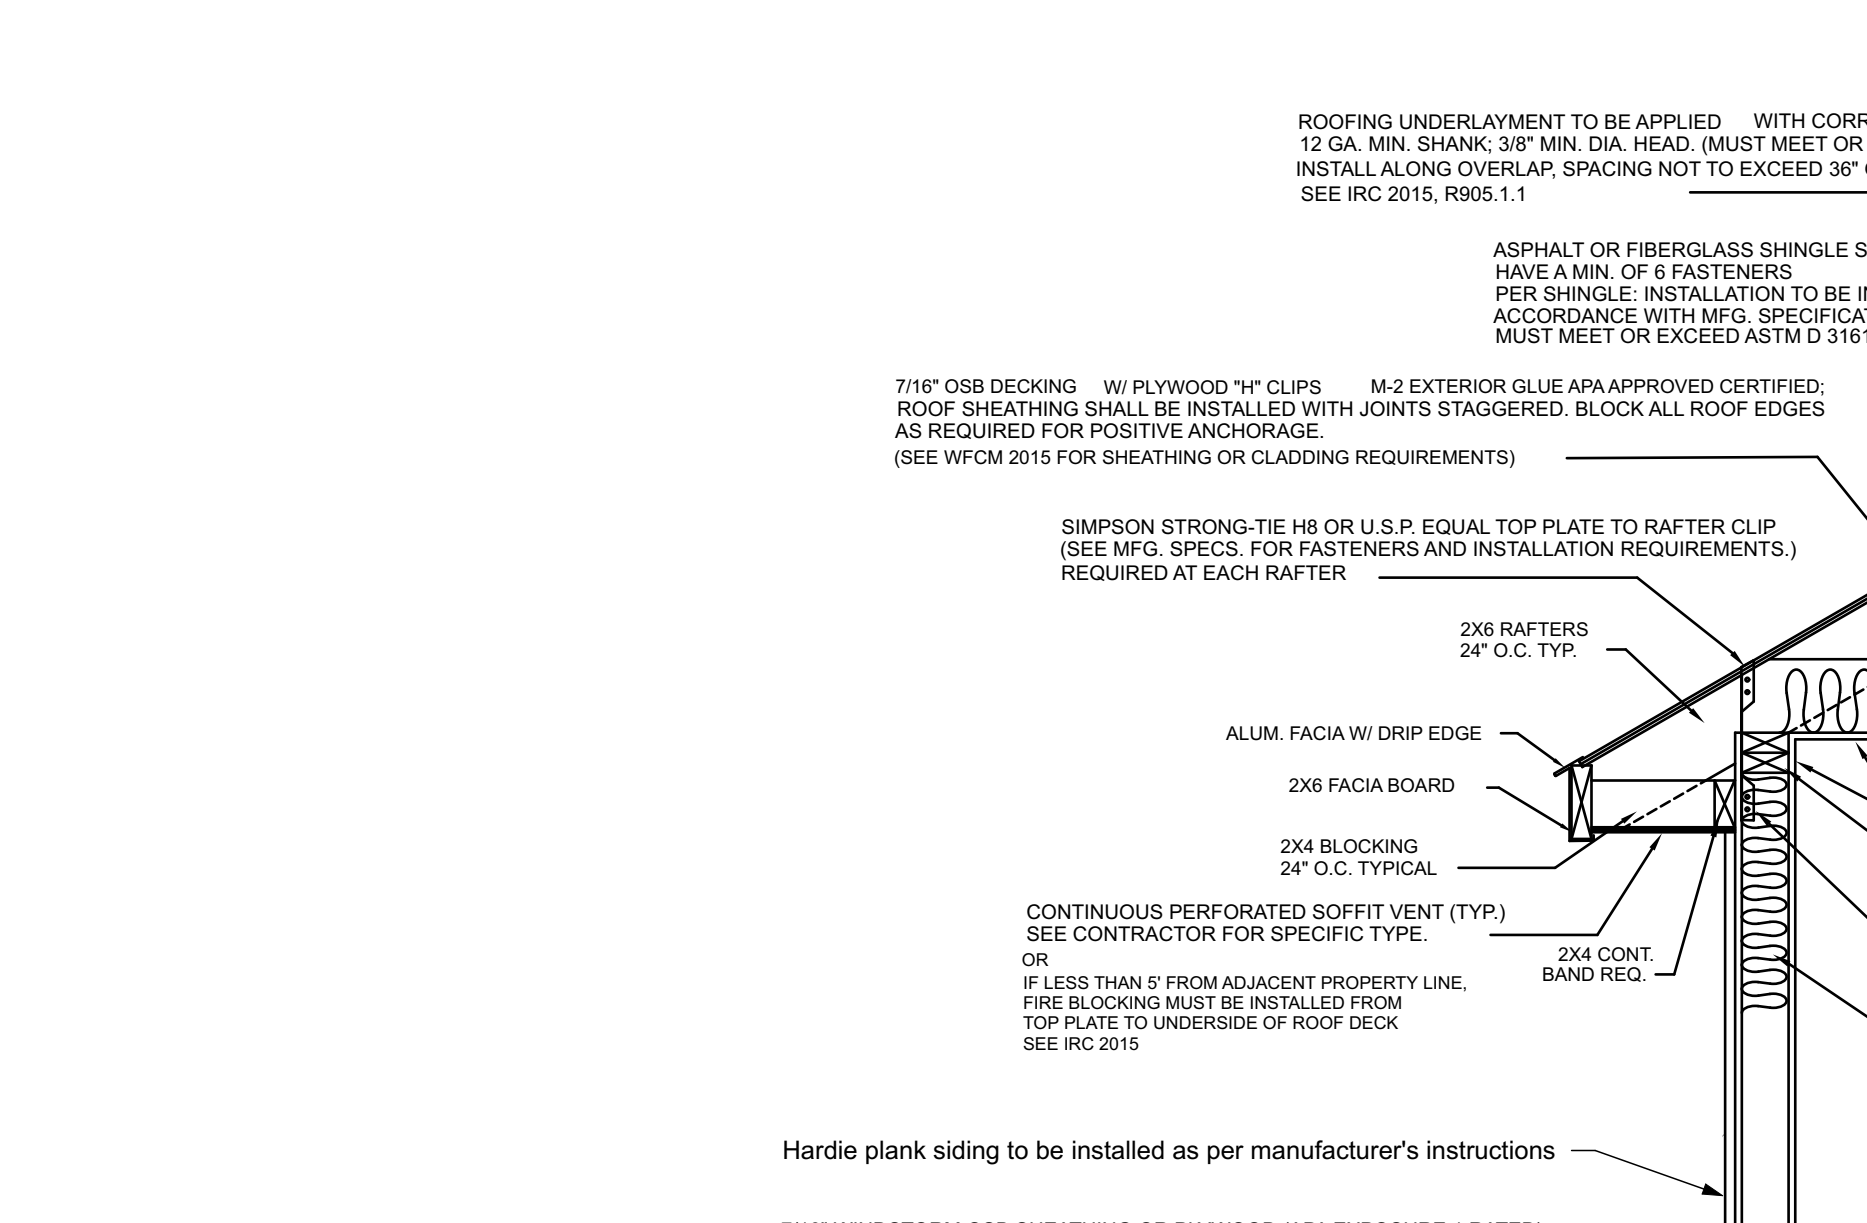 ROOFING UNDERLAYMENT TO BE APPLIED WITH
12 GA. MIN. SHANK; 3/8" MIN. DIA. HEAD. (MUST MEET OR
INSTALL ALONG OVERLAP, SPACING NOT TO EXCEED 36"
SEE IRC 2015, R905.1.1
ASPHALT OR FIBERGLASS SHINGLE
HAVE A MIN. OF 6 FASTENERS
PER SHINGLE: INSTALLATION TO BE
ACCORDANCE WITH MFG.
MUST MEET OR EXCEED ASTM D 3161
7/16" OSB DECKING W/ PLYWOOD "H" CLIPS M-2 EXTERIOR GLUE APA APPROVED CERTIFIED;
ROOF SHEATHING SHALL BE INSTALLED WITH JOINTS STAGGERED. BLOCK ALL ROOF EDGES
AS REQUIRED FOR POSITIVE ANCHORAGE.
(SEE WFCM 2015 FOR SHEATHING OR CLADDING REQUIREMENTS)
SIMPSON STRONG-TIE H8 OR U.S.P. EQUAL TOP PLATE TO RAFTER CLIP
(SEE MFG. SPECS. FOR FASTENERS AND INSTALLATION REQUIREMENTS.)
REQUIRED AT EACH RAFTER
2X6 RAFTERS
24" O.C. TYP.
ALUM. FACIA W/ DRIP EDGE
2X6 FACIA BOARD
2X4 BLOCKING
24" O.C. TYPICAL
CONTINUOUS PERFORATED SOFFIT VENT (TYP.)
SEE CONTRACTOR FOR SPECIFIC TYPE.
OR
IF LESS THAN 5' FROM ADJACENT PROPERTY LINE,
FIRE BLOCKING MUST BE INSTALLED FROM
TOP PLATE TO UNDERSIDE OF ROOF DECK
SEE IRC 2015
2X4 CONT.
BAND REQ.
Hardie plank siding to be installed as per manufacturer's instructions